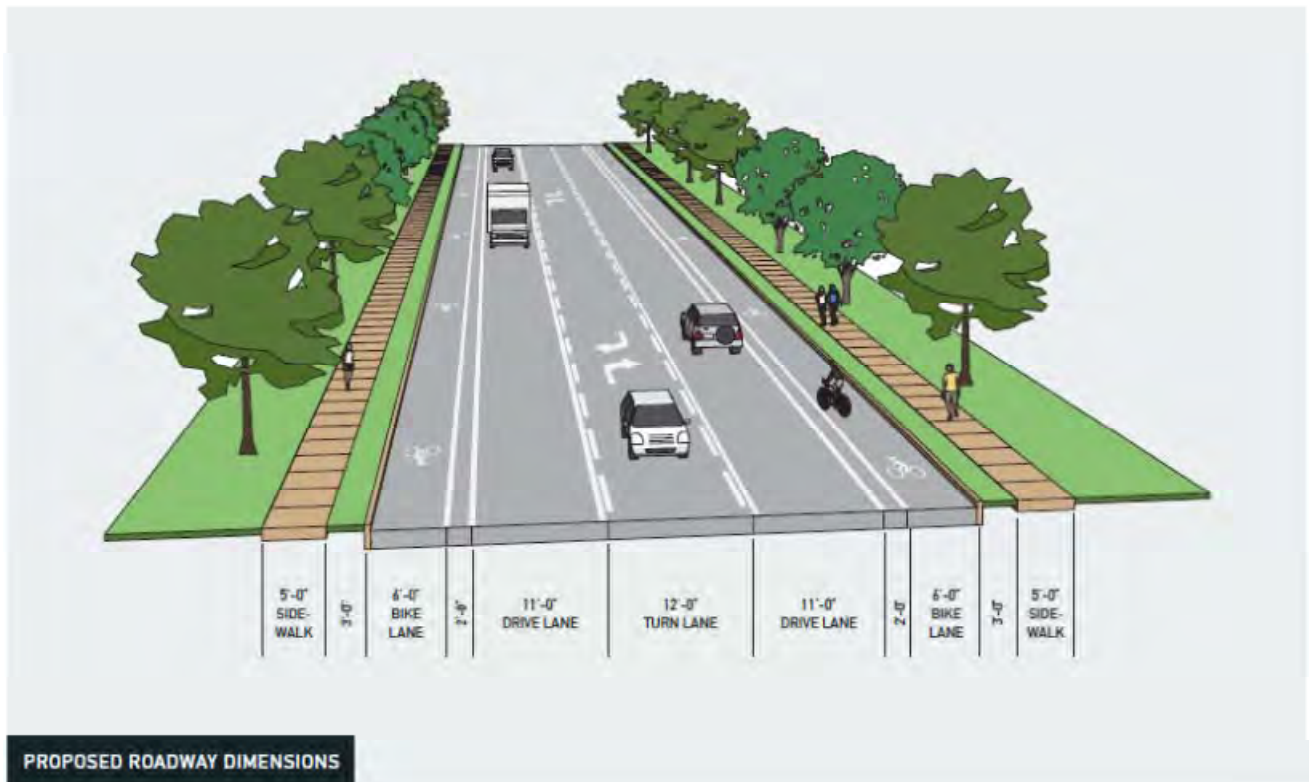 5'-0"
SIDE-
WALK
3'-0"
6'-0"
BIKE
LANE
2'-0"
11'-0"
DRIVE LANE
12'-0"
TURN LANE
11'-0"
DRIVE LANE
2'-0"
6'-0"
BIKE
LANE
3'-0"
5'-0"
SIDE-
WALK
PROPOSED ROADWAY DIMENSIONS